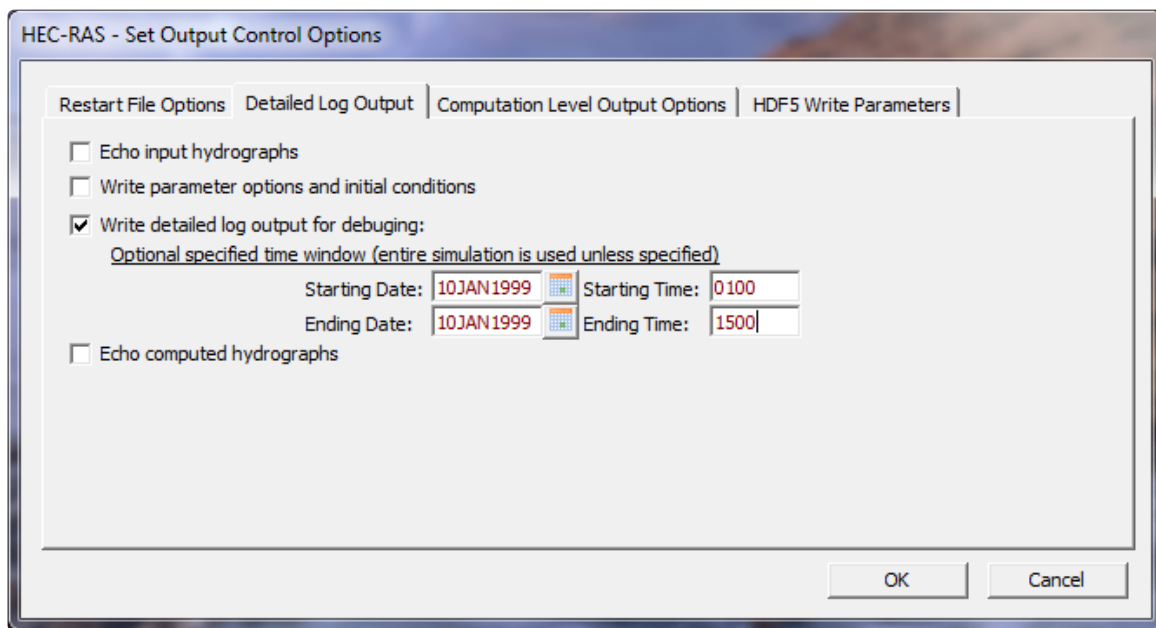 HEC-RAS - Set Output Control Options
Restart File Options Detailed Log Output Computation Level Output Options HDF5 Write Parameters
Echo input hydrographs
Write parameter options and initial conditions
Write detailed log output for debuging:
Optional specified time window (entire simulation is used unless specified)
Starting Date: 10JAN1999 Starting Time: 0100
Ending Date: 10JAN1999 Ending Time: 1500
Echo computed hydrographs
OK Cancel